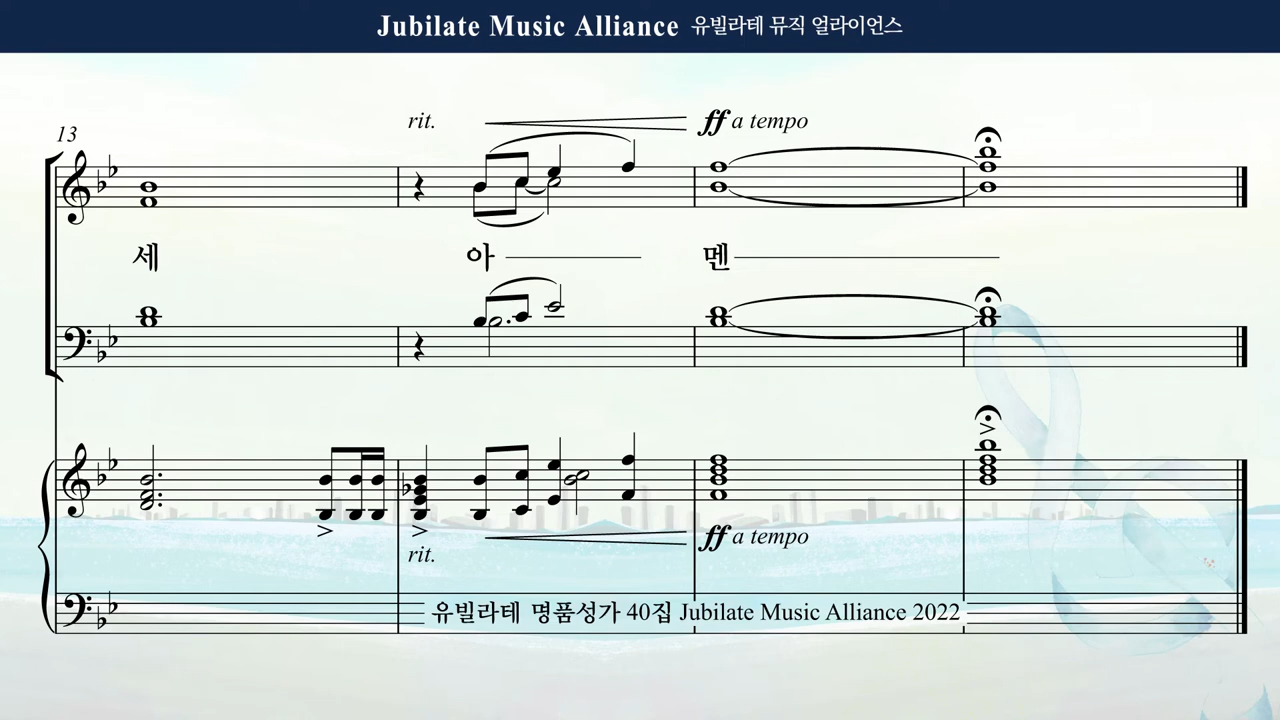 Jubilate Music Alliance 유빌라테 뮤직 얼라이언스
13
rit.
ff a tempo
세 아 멘
ff a tempo
rit.
유빌라테 명품성가 40집 Jubilate Music Alliance 2022